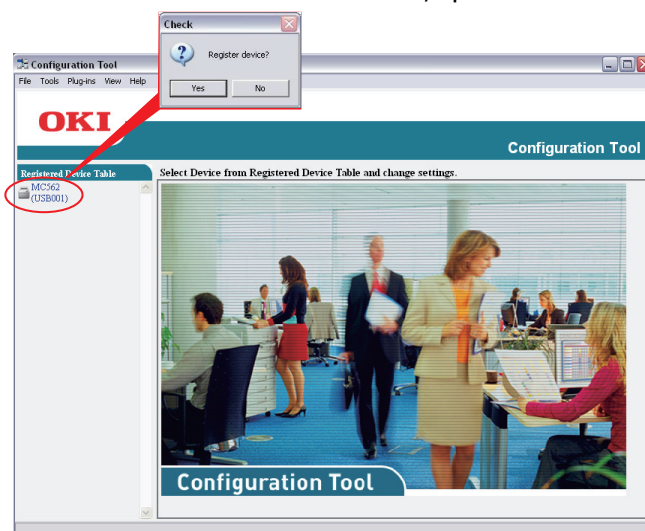 Check
Register device?
Yes No
Configuration Tool
File Tools Plug-ins View Help
OKI
Configuration Tool
Registered Device Table
Select Device from Registered Device Table and change settings.
MC562
(USB001)
Configuration Tool